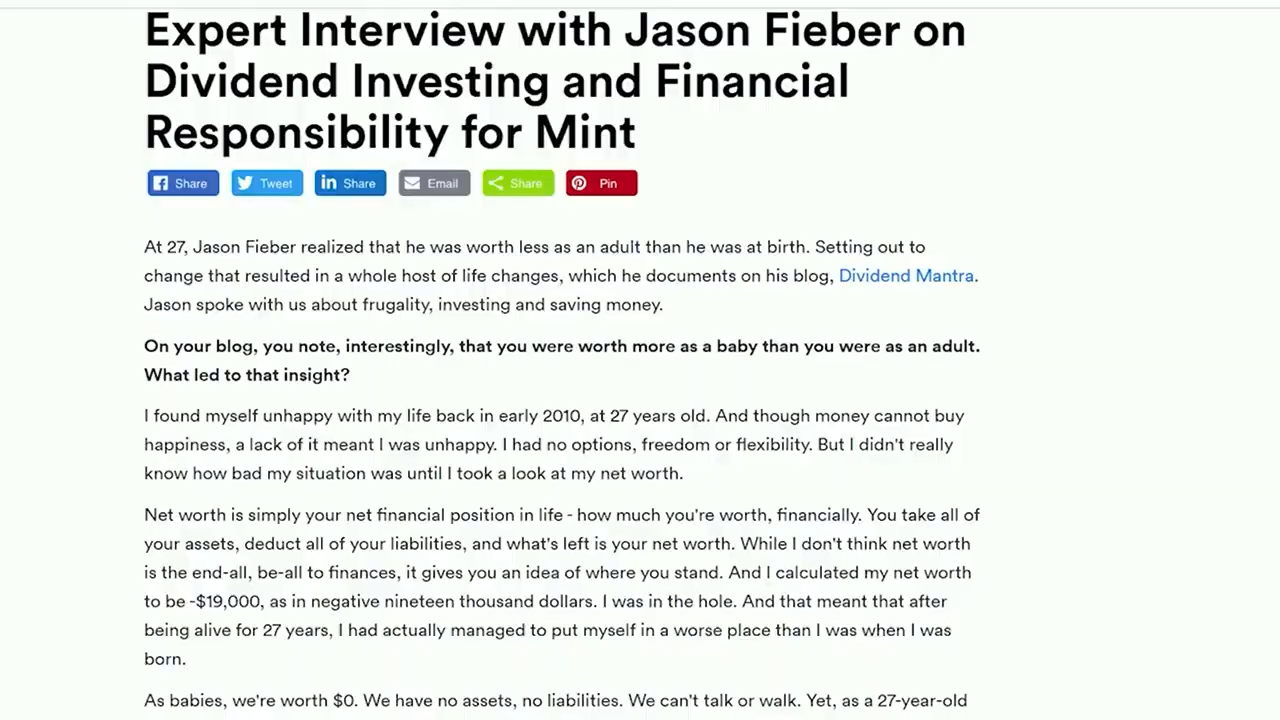 Expert Interview with Jason Fieber on
Dividend Investing and Financial
Responsibility for Mint
Share Tweet Share Email Share Pin
At 27, Jason Fieber realized that he was worth less as an adult than he was at birth. Setting out to
change that resulted in a whole host of life changes, which he documents on his blog, Dividend Mantra.
Jason spoke with us about frugality, investing and saving money.
On your blog, you note, interestingly, that you were worth more as a baby than you were as an adult.
What led to that insight?
I found myself unhappy with my life back in early 2010, at 27 years old. And though money cannot buy
happiness, a lack of it meant I was unhappy. I had no options, freedom or flexibility. But I didn't really
know how bad my situation was until I took a look at my net worth.
Net worth is simply your net financial position in life - how much you're worth, financially. You take all of
your assets, deduct all of your liabilities, and what's left is your net worth. While I don't think net worth
is the end-all, be-all to finances, it gives you an idea of where you stand. And I calculated my net worth
to be -$19,000, as in negative nineteen thousand dollars. I was in the hole. And that meant that after
being alive for 27 years, I had actually managed to put myself in a worse place than I was when I was
born.
As babies, we're worth $0. We have no assets, no liabilities. We can't talk or walk. Yet, as a 27-year-old